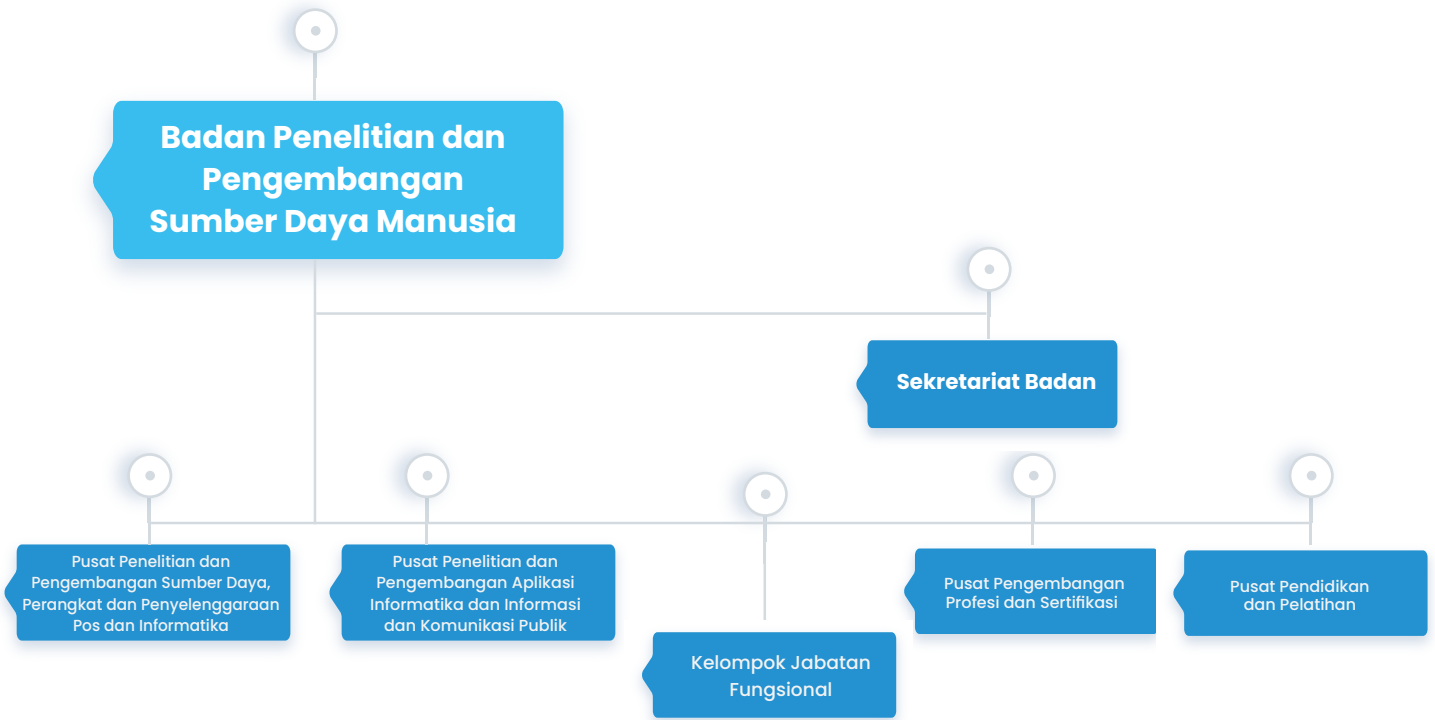 Badan Penelitian dan
Pengembangan
Sumber Daya Manusia
Sekretariat Badan
Pusat Penelitian dan
Pengembangan Sumber Daya,
Perangkat dan Penyelenggaraan
Pos dan Informatika
Pusat Penelitian dan
Pengembangan Aplikasi
Informatika dan Informasi
dan Komunikasi Publik
Kelompok Jabatan
Fungsional
Pusat Pengembangan
Profesi dan Sertifikasi
Pusat Pendidikan
dan Pelatihan